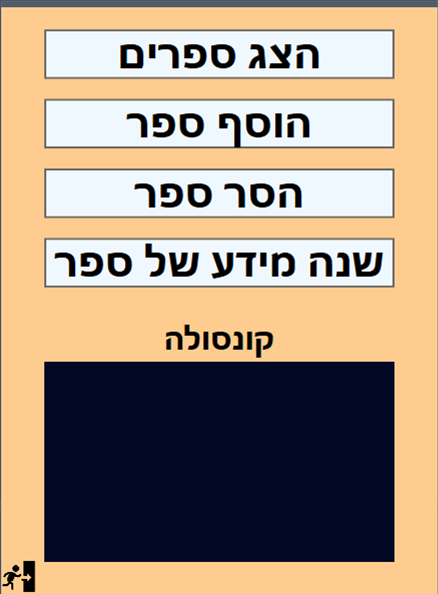 הצג ספרים
הוסף ספר
הסר ספר
שנה מידע של ספר
קונסולה